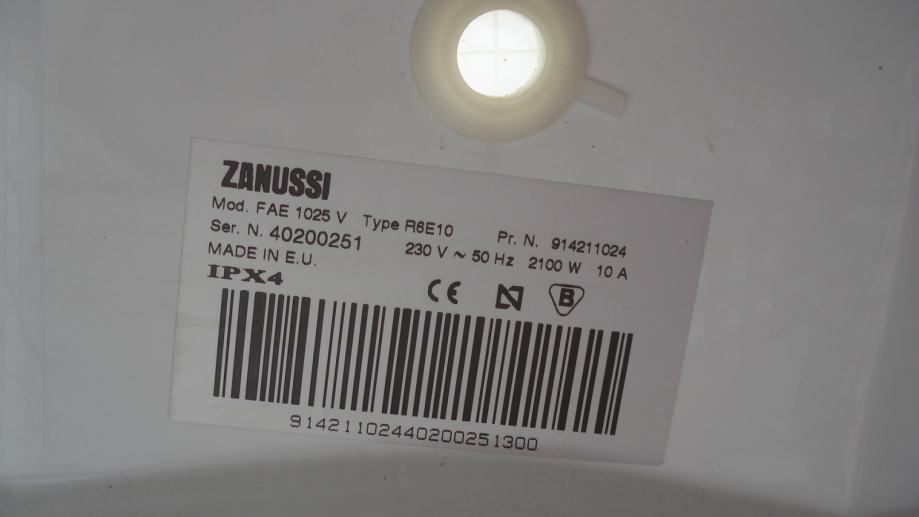 ZANUSSI
Mod. FAE 1025 V Type R6E10 Pr. N. 914211024
Ser. N. 40200251 230 V ~ 50 Hz 2100 W 10 A
MADE IN E.U.
IPX4
CE N B
91421102440200251300